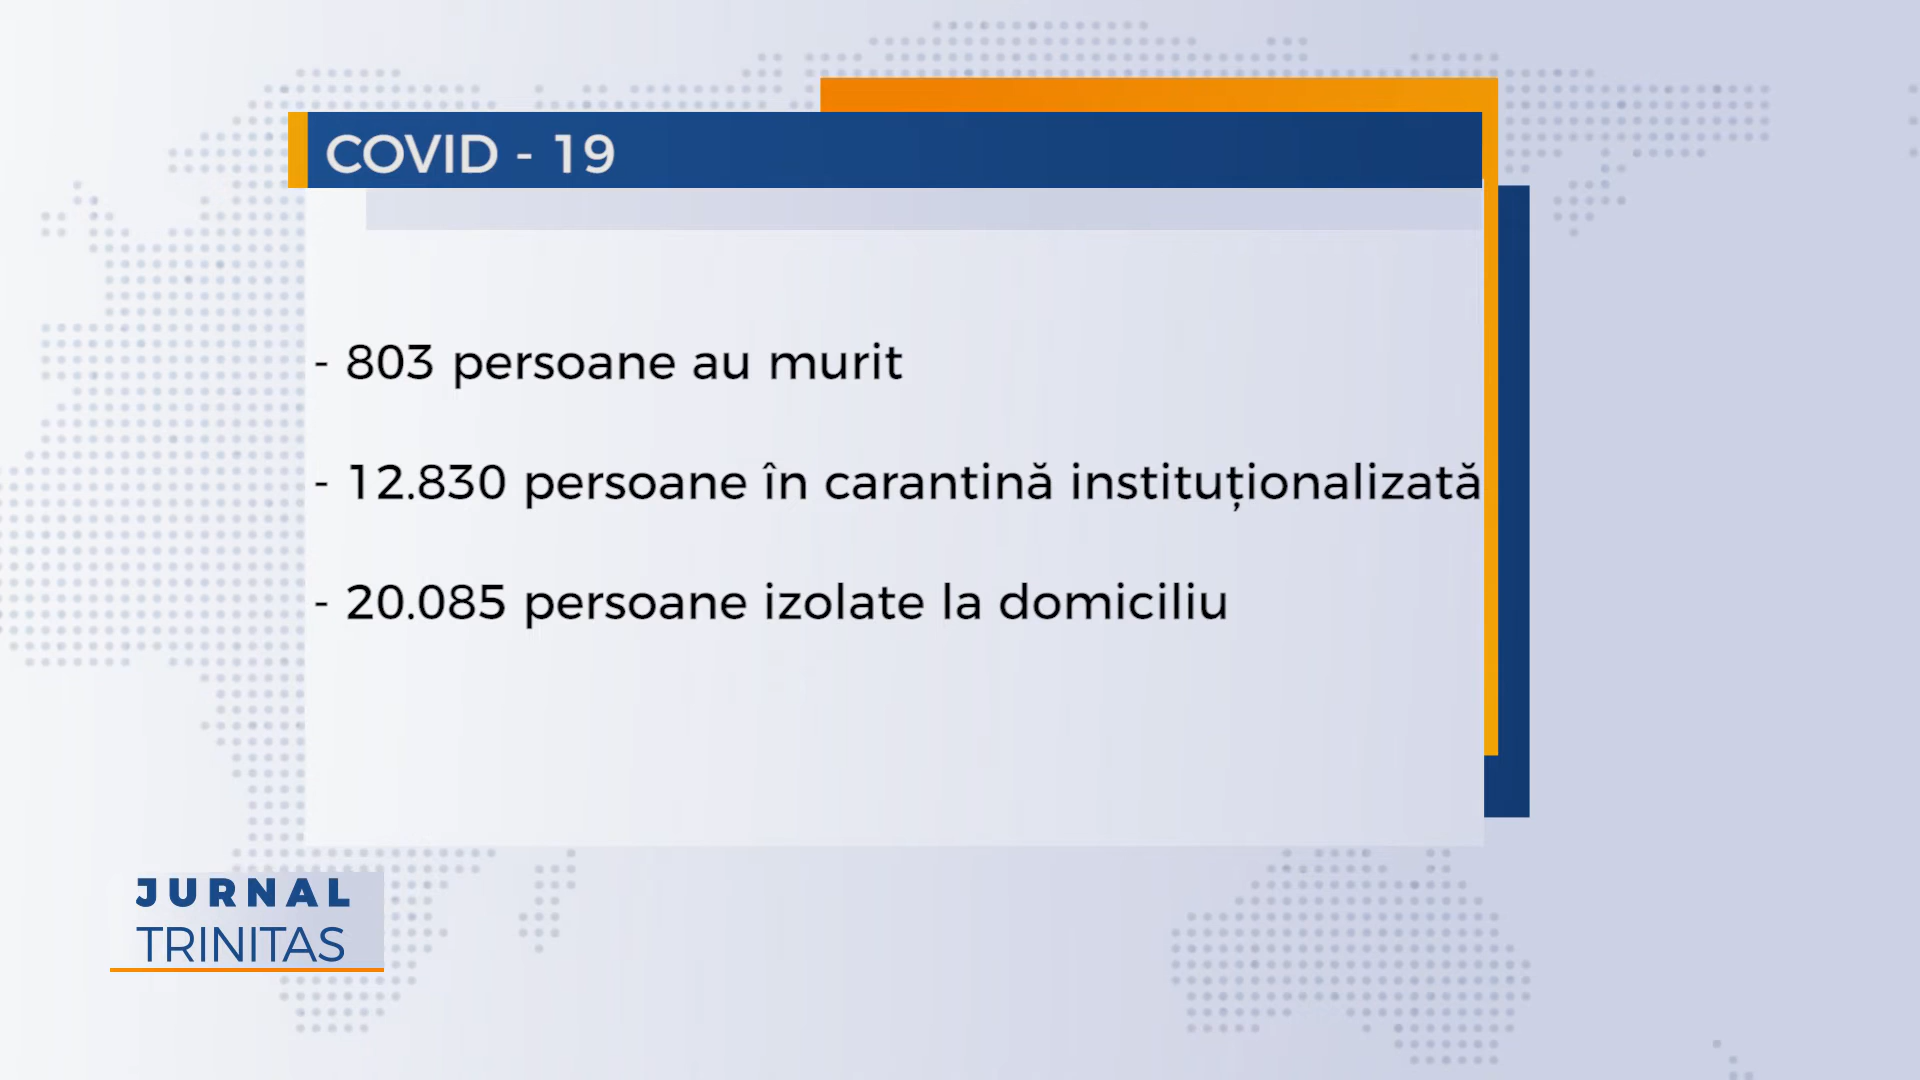 COVID - 19
- 803 persoane au murit
- 12.830 persoane în carantină instituționalizată
- 20.085 persoane izolate la domiciliu
JURNAL
TRINITAS